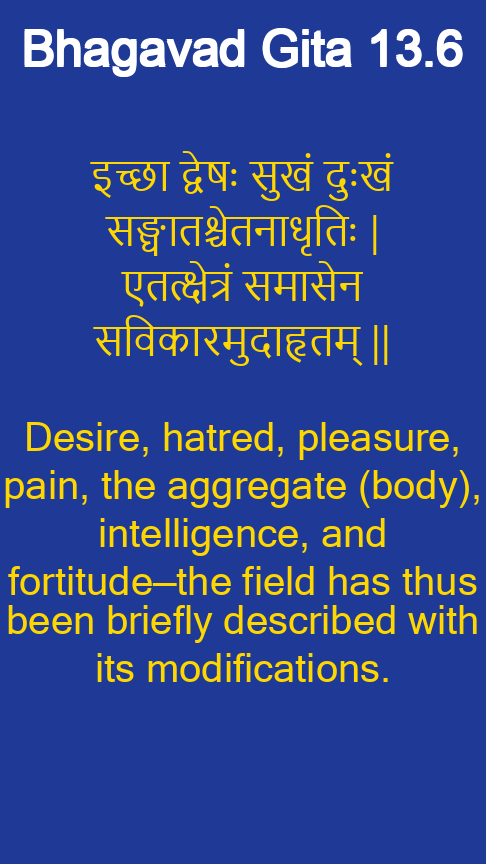 Bhagavad Gita 13.6
इच्छा द्वेषः सुखं दुःखं
सङ्घातश्चेतनाधृतिः |
एतत्क्षेत्रं समासेन
सविकारमुदाहृतम् ||
Desire, hatred, pleasure,
pain, the aggregate (body),
intelligence, and
fortitude—the field has thus
been briefly described with
its modifications.